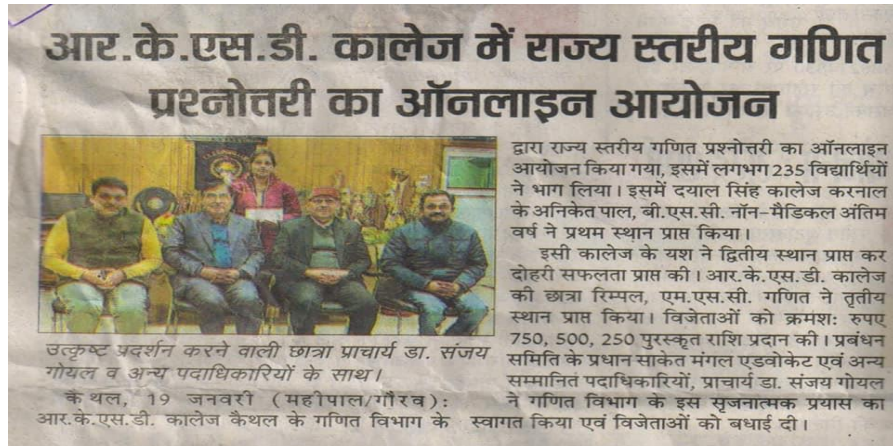 आर.के.एस.डी. कालेज में राज्य स्तरीय गणित
प्रश्नोत्तरी का ऑनलाइन आयोजन
उत्कृष्ट प्रदर्शन करने वाली छात्रा प्राचार्य डा. संजय
गोयल व अन्य पदाधिकारियों के साथ।
कैथल, 19 जनवरी (महीपाल/गौरव):
आर.के.एस.डी. कालेज कैथल के गणित विभाग के
द्वारा राज्य स्तरीय गणित प्रश्नोत्तरी का ऑनलाइन
आयोजन किया गया, इसमें लगभग 235 विद्यार्थियों
ने भाग लिया। इसमें दयाल सिंह कालेज करनाल
के अनिकेत पाल, बी.एस.सी. नॉन-मैडिकल अंतिम
वर्ष ने प्रथम स्थान प्राप्त किया।
इसी कालेज के यश ने द्वितीय स्थान प्राप्त कर
दोहरी सफलता प्राप्त की। आर.के.एस.डी. कालेज
की छात्रा रिम्पल, एम.एस.सी. गणित ने तृतीय
स्थान प्राप्त किया। विजेताओं को क्रमश: रुपए
750, 500, 250 पुरस्कृत राशि प्रदान की। प्रबंधन
समिति के प्रधान साकेत मंगल एडवोकेट एवं अन्य
सम्मानित पदाधिकारियों, प्राचार्य डा. संजय गोयल
ने गणित विभाग के इस सृजनात्मक प्रयास का
स्वागत किया एवं विजेताओं को बधाई दी।